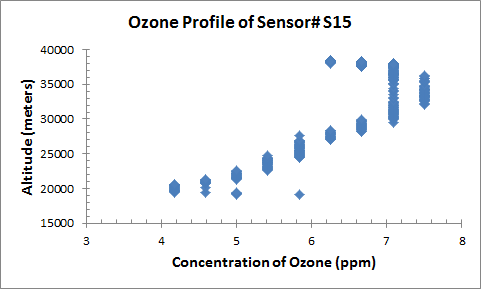 Ozone Profile of Sensor# S15
Altitude (meters)
40000
35000
30000
25000
20000
15000
3 4 5 6 7 8
Concentration of Ozone (ppm)